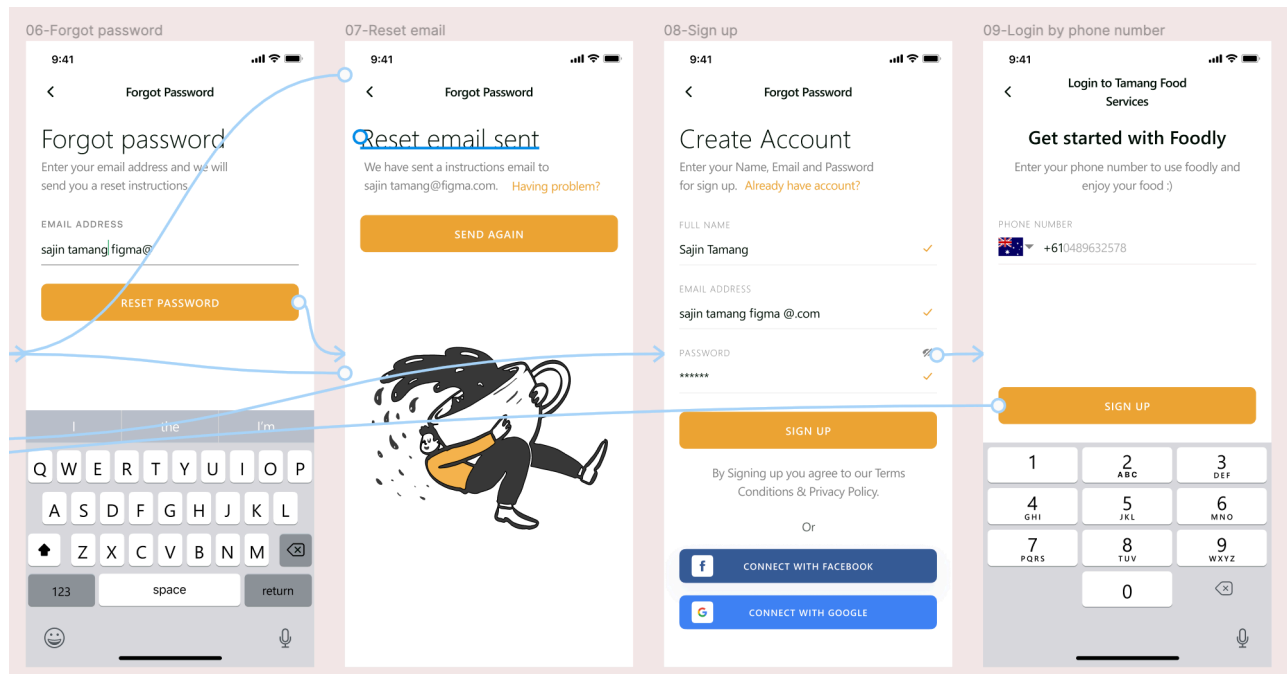 06-Forgot password
9:41
Forgot Password
Forgot password
Enter your email address and we will
send you a reset instructions
EMAIL ADDRESS
sajin tamang figma@
RESET PASSWORD
I the I'm
Q W E R T Y U I O P
A S D F G H J K L
Z X C V B N M
123 space return
07-Reset email
9:41
Forgot Password
Reset email sent
We have sent a instructions email to
sajin tamang@figma.com. Having problem?
SEND AGAIN
08-Sign up
9:41
Forgot Password
Create Account
Enter your Name, Email and Password
for sign up. Already have account?
FULL NAME
Sajin Tamang
EMAIL ADDRESS
sajin tamang figma @.com
PASSWORD
******
SIGN UP
By Signing up you agree to our Terms
Conditions & Privacy Policy.
Or
f CONNECT WITH FACEBOOK
G CONNECT WITH GOOGLE
09-Login by phone number
9:41
Login to Tamang Food
Services
Get started with Foodly
Enter your phone number to use foodly and
enjoy your food :)
PHONE NUMBER
+610489632578
SIGN UP
1 2 3
ABC DEF
4 5 6
GHI JKL MNO
7 8 9
PQRS TUV WXYZ
0